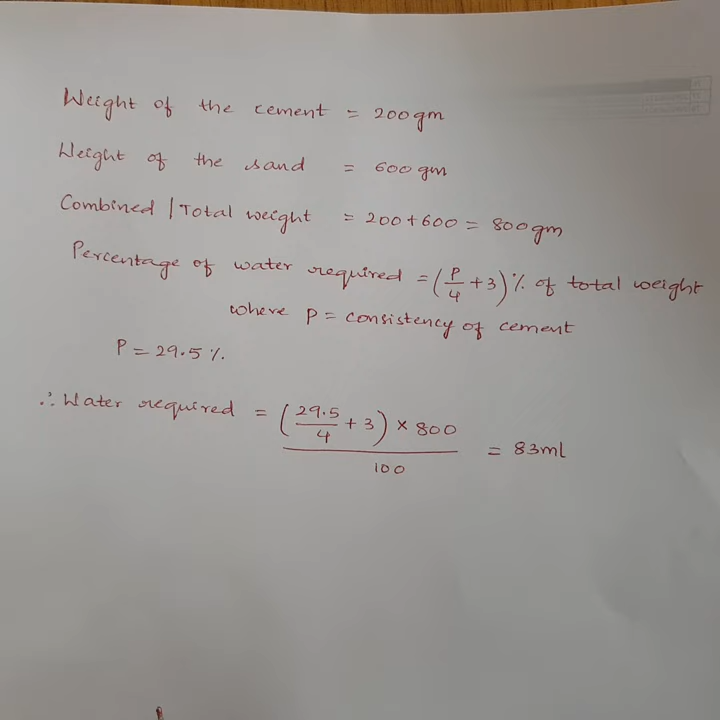 Weight of the cement = 200gm
Weight of the sand = 600 gm
Combined | Total weight = 200+600 = 800gm
Percentage of water required = (P/4 + 3) % of total weight
where P = consistency of cement
P = 29.5 %.
∴ Water required = (29.5/4 + 3) × 800 / 100 = 83ml